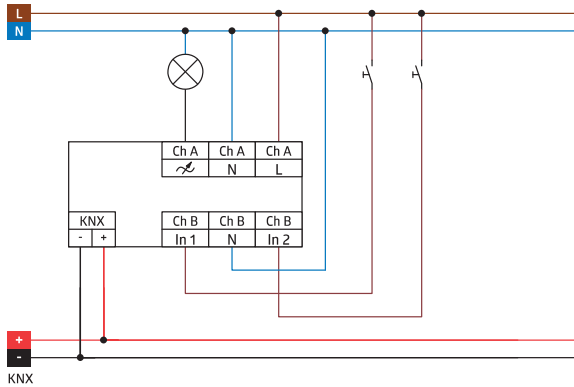 L
N
Ch A Ch A Ch A
N L
KNX
- +
Ch B Ch B Ch B
In 1 N In 2
+
-
KNX